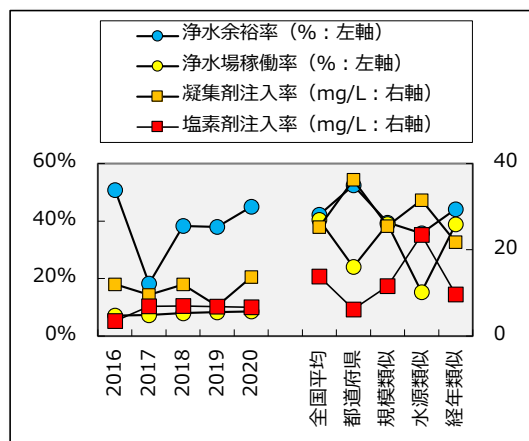 浄水余裕率（%：左軸）
浄水場稼働率（%：左軸）
凝集剤注入率（mg/L：右軸）
塩素剤注入率（mg/L：右軸）
60%
40%
20%
0%
40
20
0
2016
2017
2018
2019
2020
全国平均
都道府県
規模類似
水源類似
経年類似